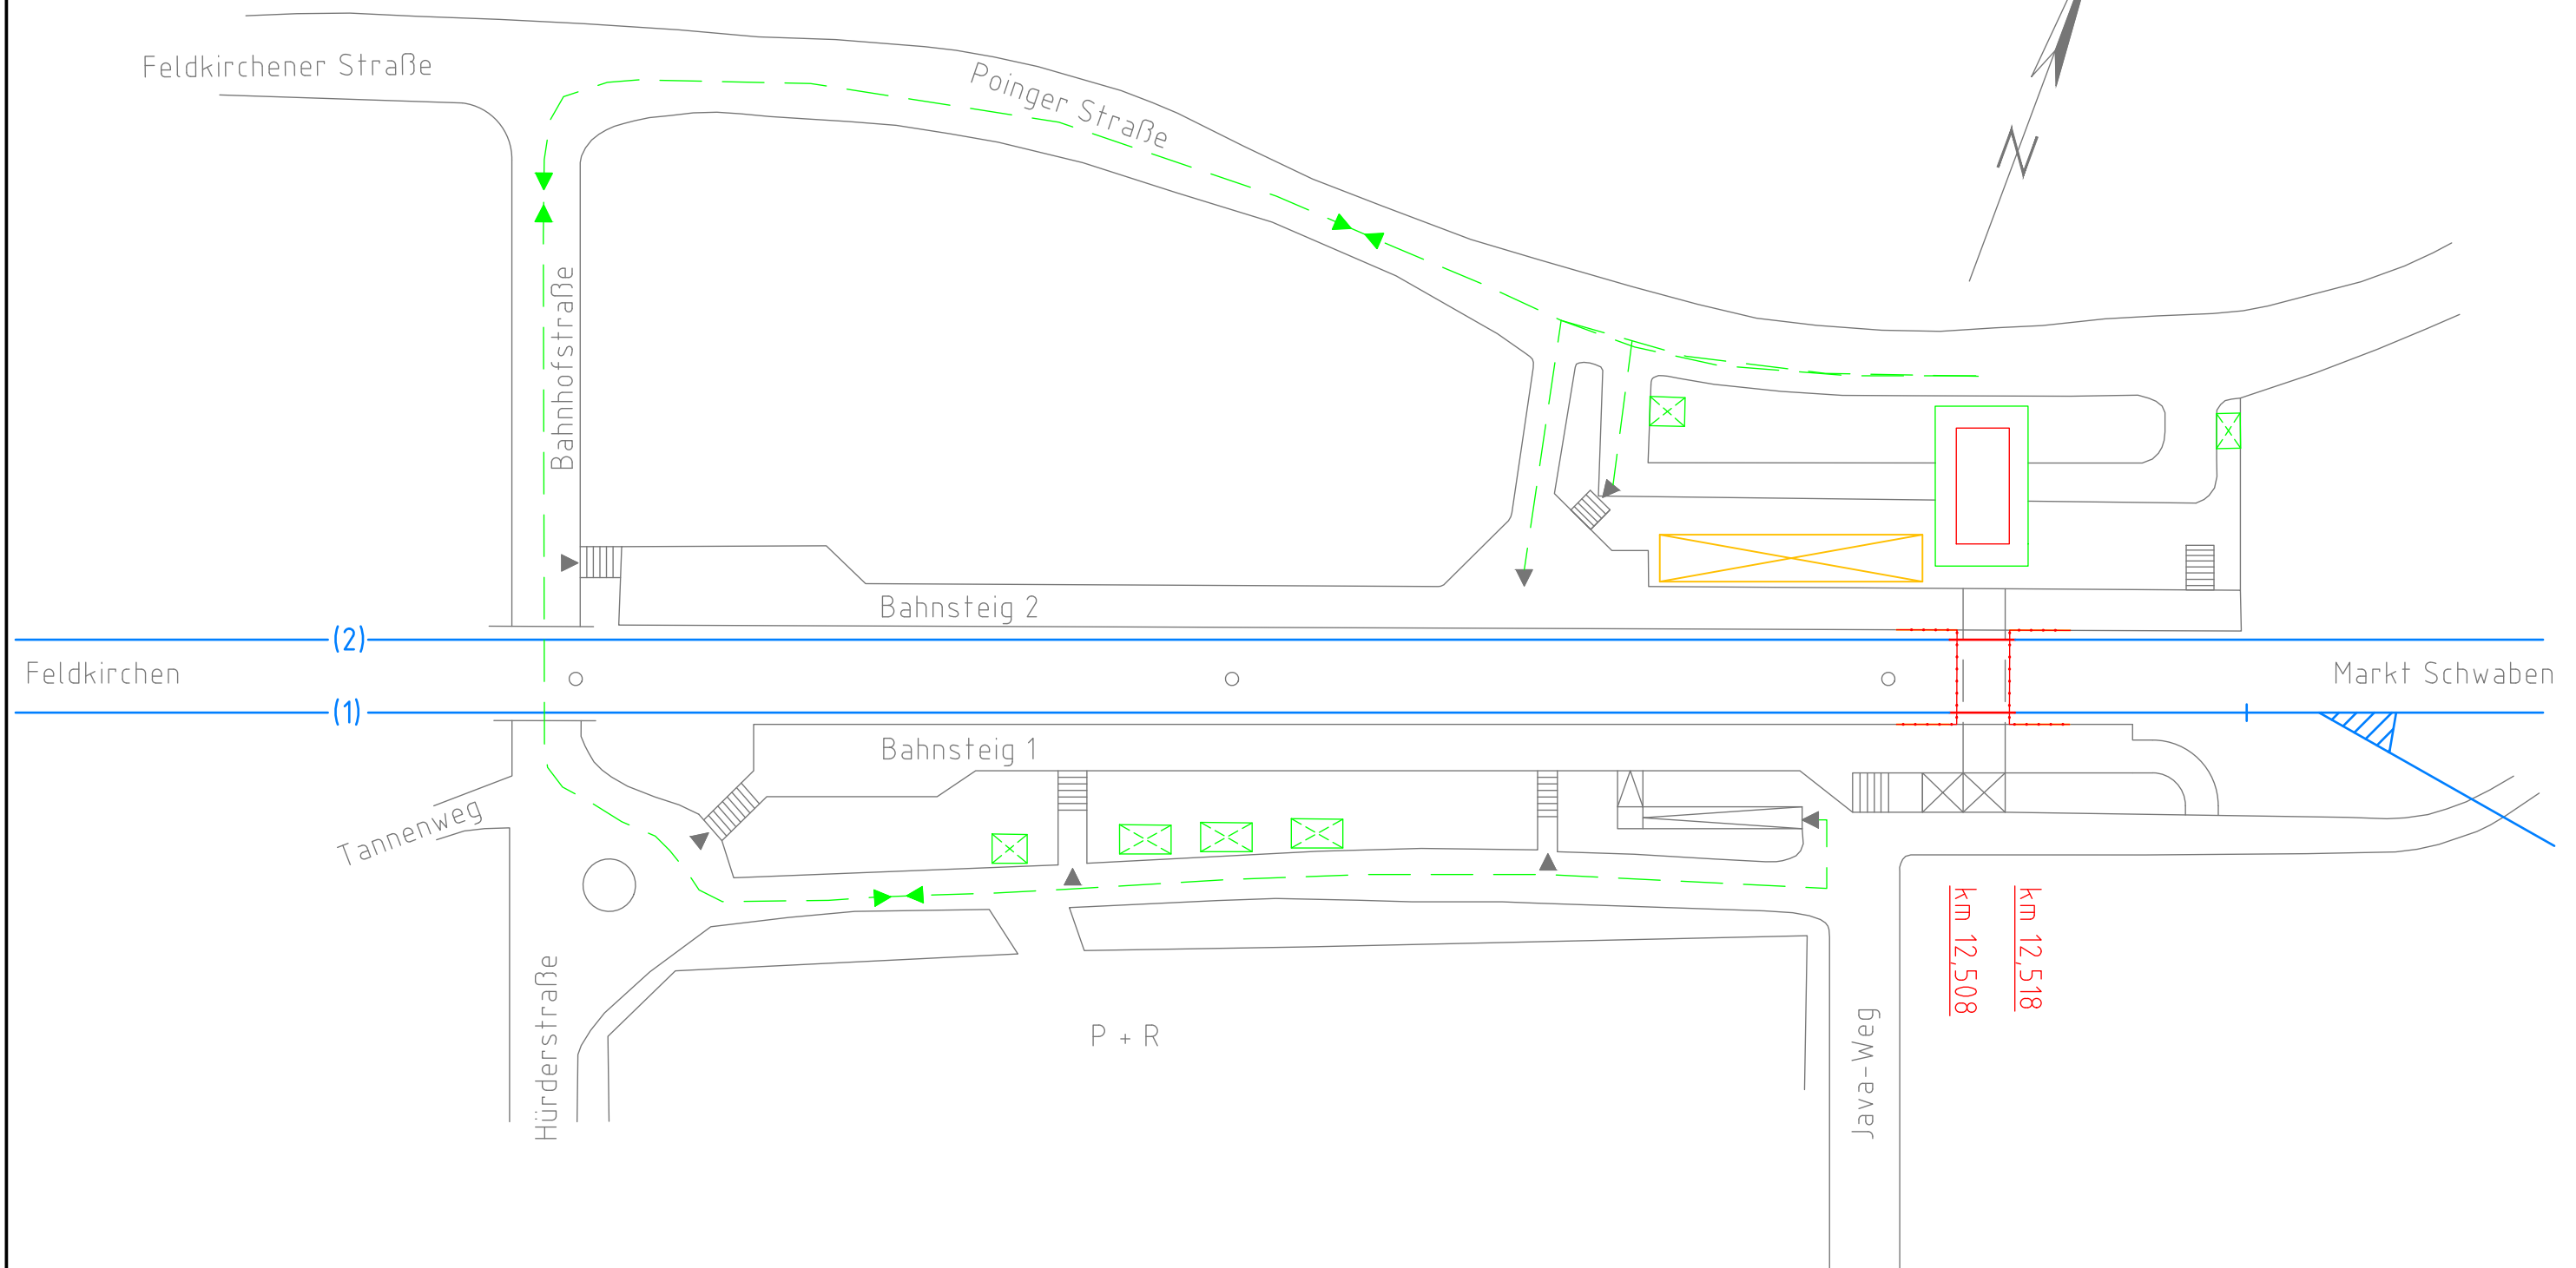 Feldkirchener Straße
Poinger Straße
N
Bahnhofstraße
Bahnsteig 2
(2)
Feldkirchen
Markt Schwaben
(1)
Bahnsteig 1
Tannenweg
km 12,508
km 12,518
Hürderstraße
P + R
Java-Weg